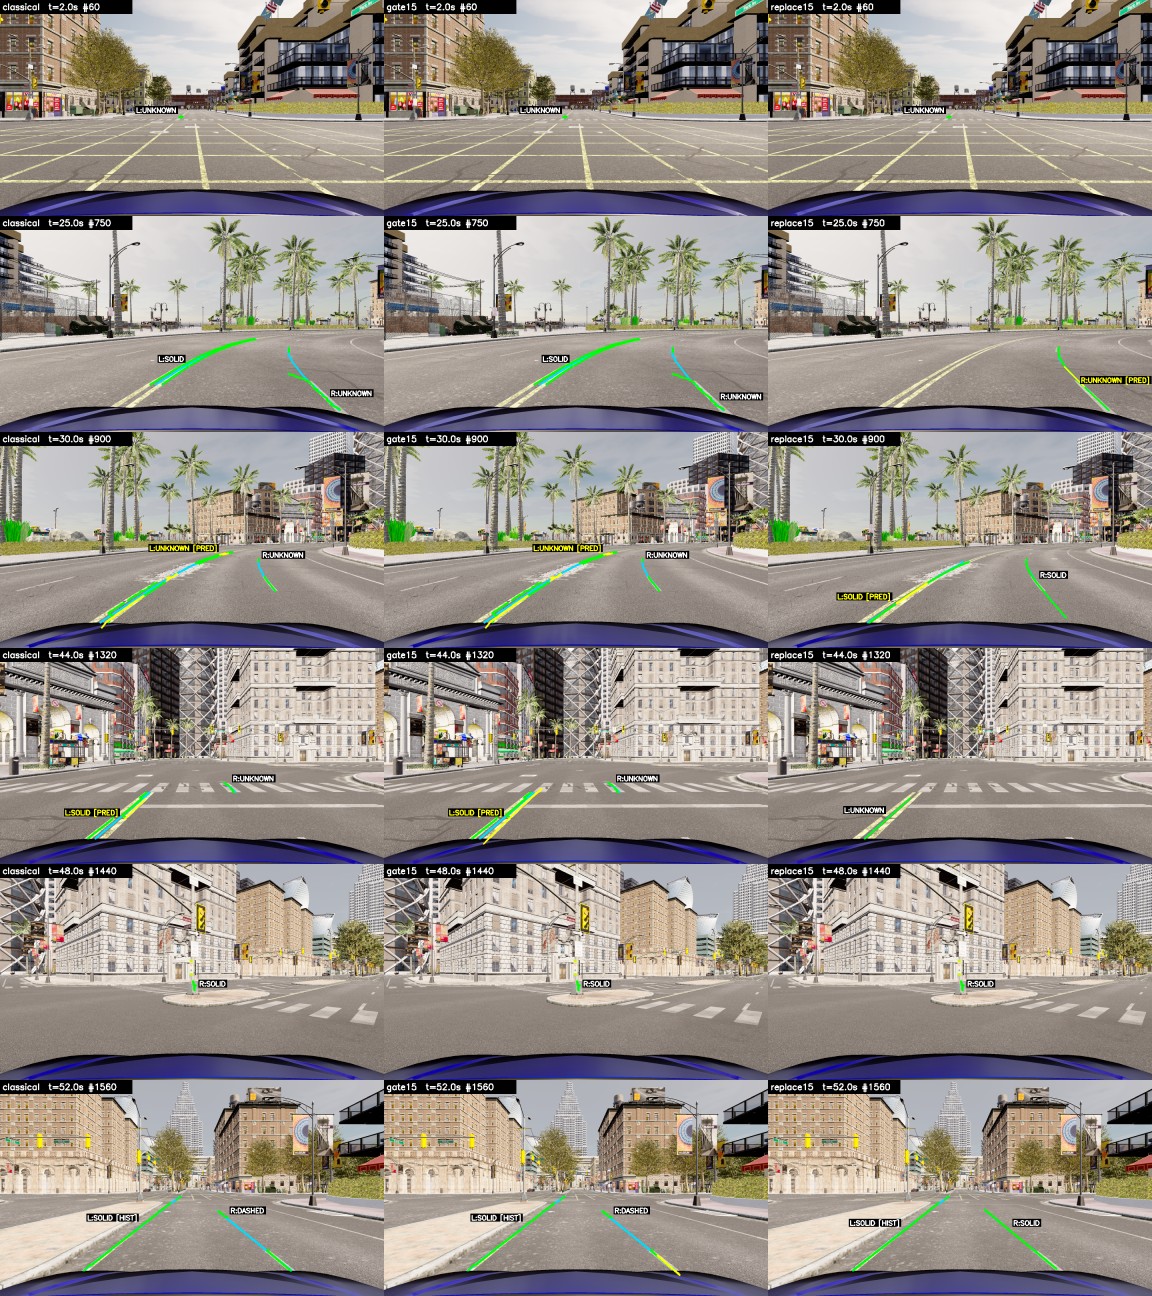 classical t=2.0s #60
gate15 t=2.0s #60
replace15 t=2.0s #60
L:UNKNOWN
L:UNKNOWN
L:UNKNOWN
classical t=25.0s #750
gate15 t=25.0s #750
replace15 t=25.0s #750
L:SOLID
R:UNKNOWN
L:SOLID
R:UNKNOWN
R:UNKNOWN [PRED]
classical t=30.0s #900
gate15 t=30.0s #900
replace15 t=30.0s #900
L:UNKNOWN [PRED]
R:UNKNOWN
L:UNKNOWN [PRED]
R:UNKNOWN
L:SOLID [PRED]
R:SOLID
classical t=44.0s #1320
gate15 t=44.0s #1320
replace15 t=44.0s #1320
L:SOLID [PRED]
R:UNKNOWN
L:SOLID [PRED]
R:UNKNOWN
L:UNKNOWN
classical t=48.0s #1440
gate15 t=48.0s #1440
replace15 t=48.0s #1440
R:SOLID
R:SOLID
R:SOLID
classical t=52.0s #1560
gate15 t=52.0s #1560
replace15 t=52.0s #1560
L:SOLID [HIST]
R:DASHED
L:SOLID [HIST]
R:DASHED
L:SOLID [HIST]
R:SOLID